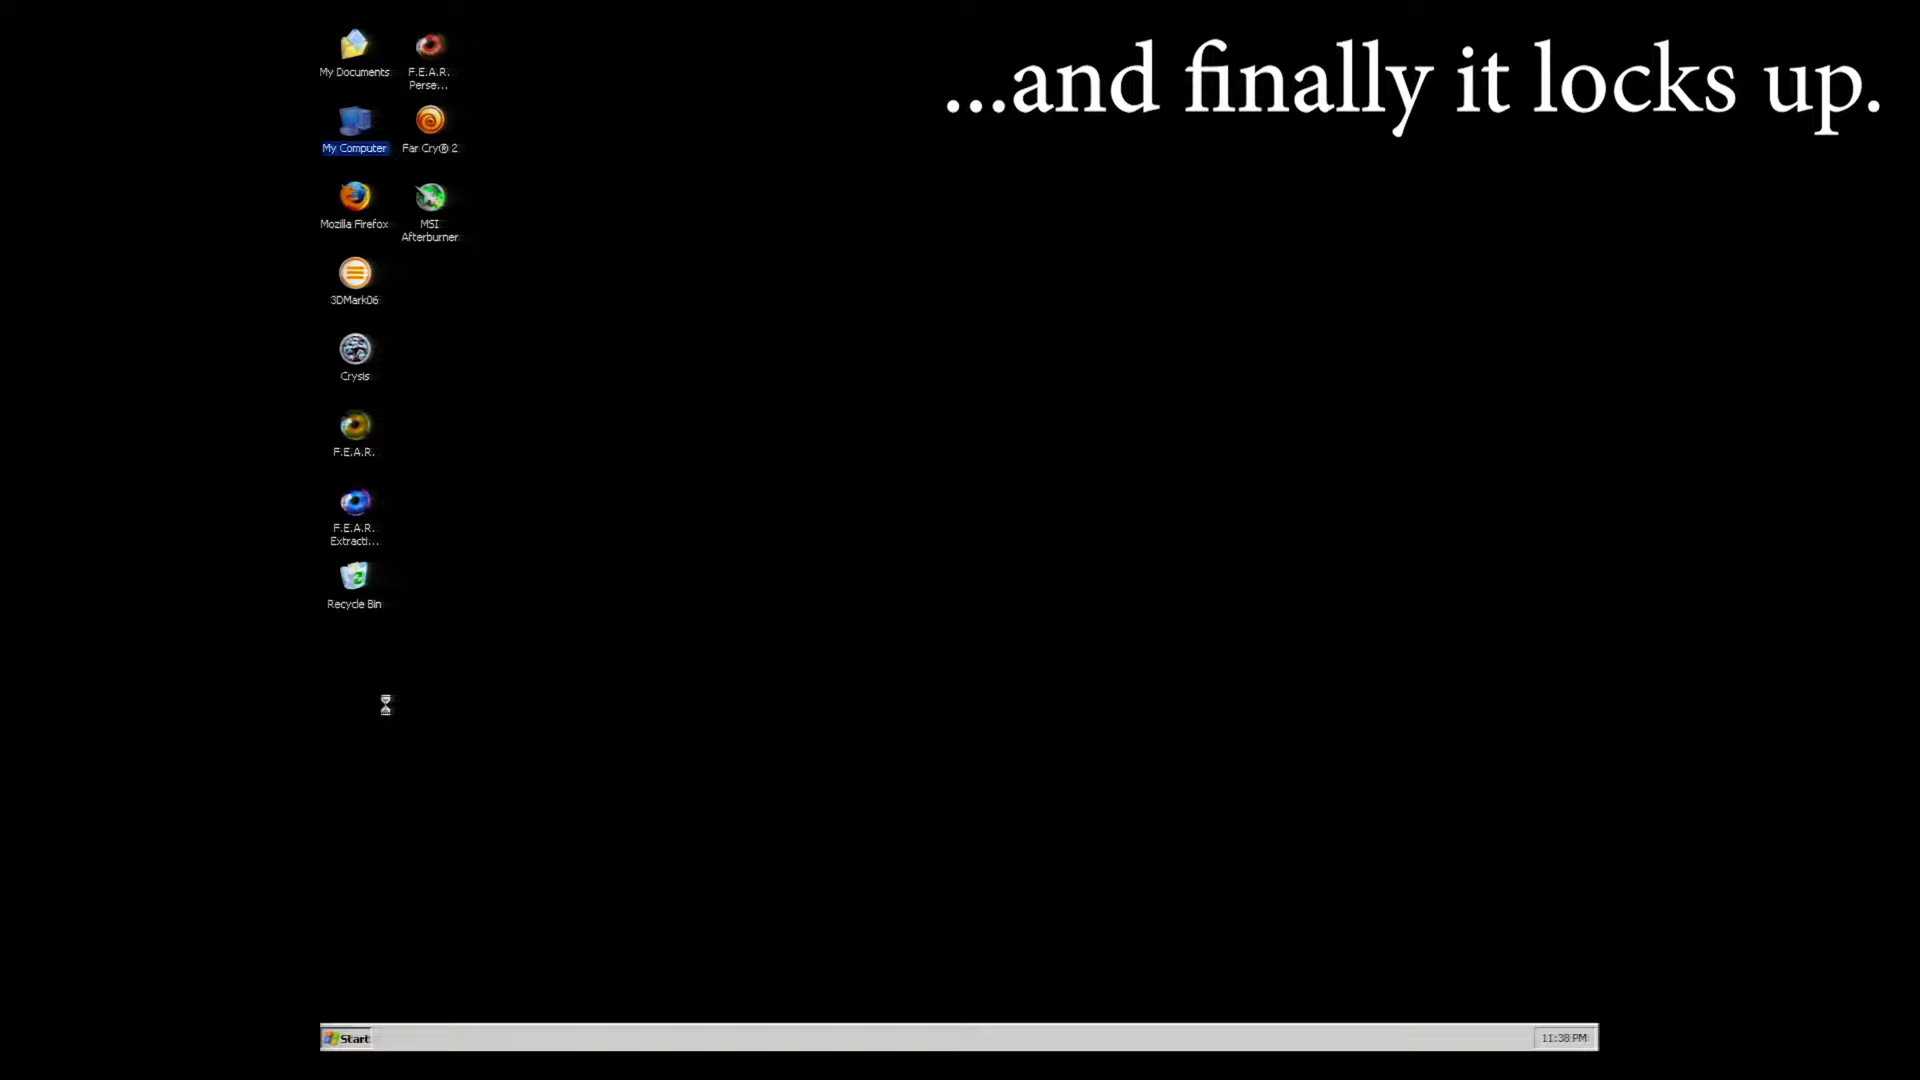 ...and finally it locks up.
My Documents
F.E.A.R.
Perse...
My Computer
Far Cry® 2
Mozilla Firefox
MSI
Afterburner
3DMark06
Crysis
F.E.A.R.
F.E.A.R.
Extracti...
Recycle Bin
Start
11:38 PM